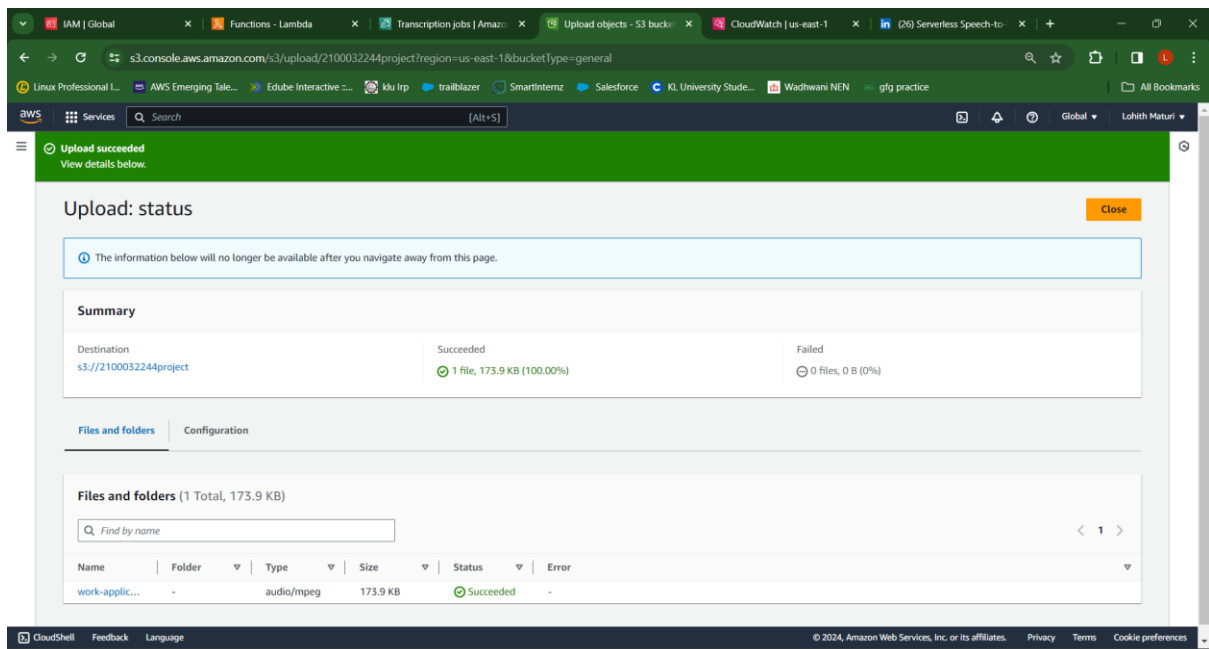 IAM | Global
Functions - Lambda
Transcription jobs | Amazo
Upload objects - S3 bucke
CloudWatch | us-east-1
in (26) Serverless Speech-to-
s3.console.aws.amazon.com/s3/upload/2100032244project?region=us-east-1&bucketType=general
L
Linux Professional I... AWS Emerging Tale... Edube Interactive ::... klu lrp trailblazer SmartInternz Salesforce KL University Stude... Wadhwani NEN gfg practice All Bookmarks
aws Services Search [Alt+S] Global Lohith Maturi
Upload succeeded
View details below.
Upload: status
Close
The information below will no longer be available after you navigate away from this page.
Summary
Destination
s3://2100032244project
Succeeded
1 file, 173.9 KB (100.00%)
Failed
0 files, 0 B (0%)
Files and folders Configuration
Files and folders (1 Total, 173.9 KB)
Find by name
1
Name Folder Type Size Status Error
work-applic... - audio/mpeg 173.9 KB Succeeded -
CloudShell Feedback Language © 2024, Amazon Web Services, Inc. or its affiliates. Privacy Terms Cookie preferences